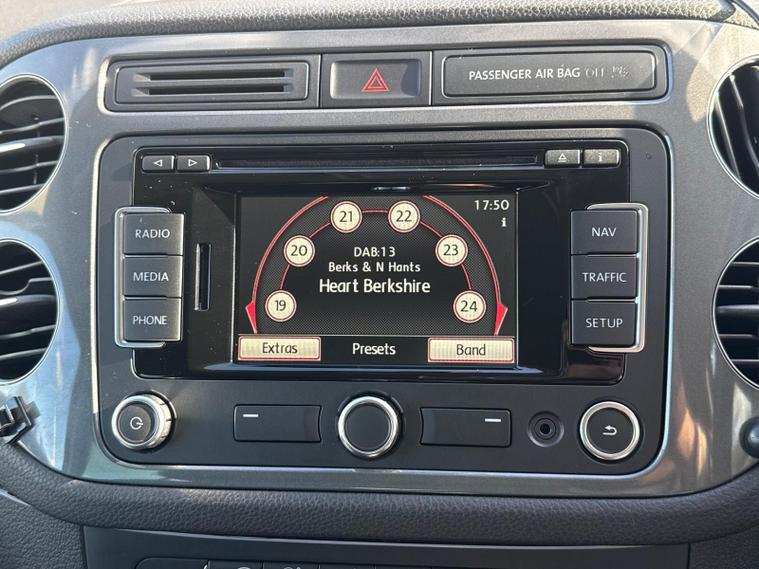 PASSENGER AIR BAG OFF
RADIO
MEDIA
PHONE
17:50
i
21
22
20
23
19
24
DAB:13
Berks & N Hants
Heart Berkshire
Extras
Presets
Band
NAV
TRAFFIC
SETUP
i